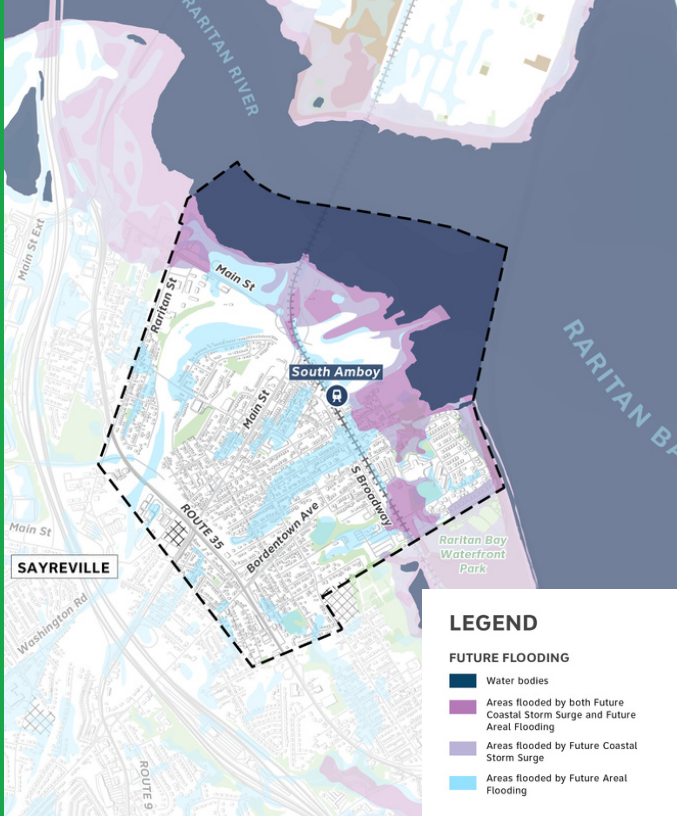 RARITAN RIVER
Main St Ext
Main St
Raritan St
South Amboy
RARITAN BA
Main St
S Broadway
ROUTE 35
Bordentown Ave
Main St
Raritan Bay
Waterfront
Park
SAYREVILLE
Washington Rd
ROUTE 9
LEGEND
FUTURE FLOODING
Water bodies
Areas flooded by both Future
Coastal Storm Surge and Future
Areal Flooding
Areas flooded by Future Coastal
Storm Surge
Areas flooded by Future Areal
Flooding